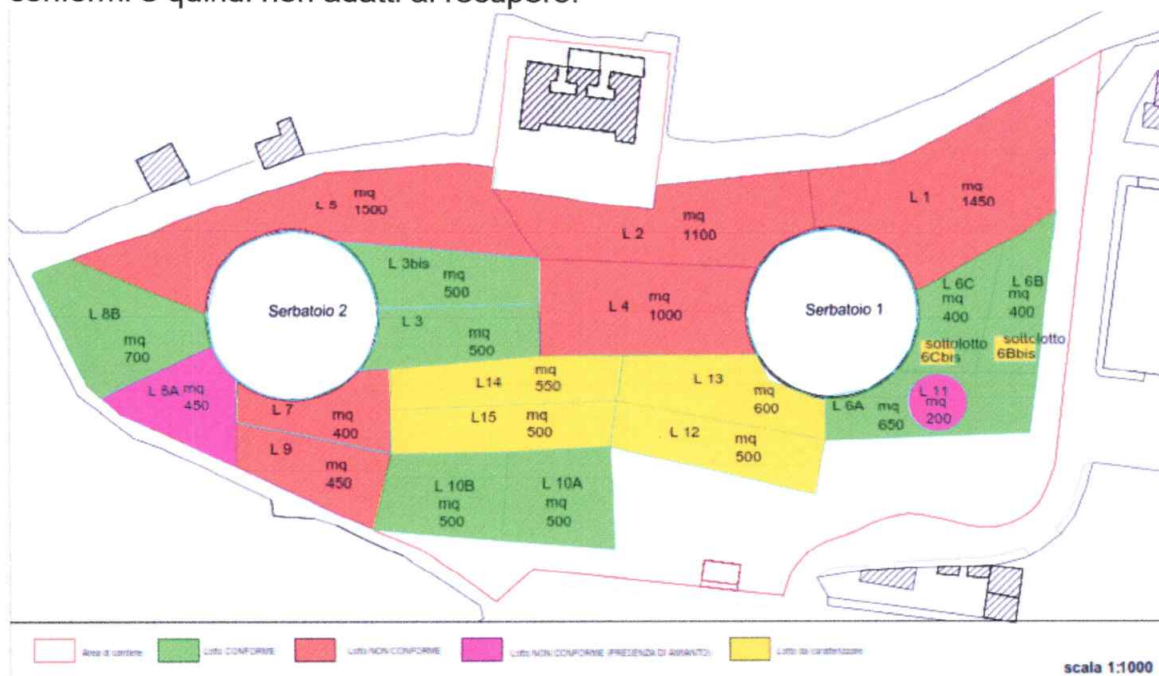 conformi e quindi non adatti al recupero.
L 1
mq
1450
L 5
mq
1500
L 2
mq
1100
L 3bis
mq
500
L 4
mq
1000
L 6C
mq
400
L 6B
mq
400
Serbatoio 2
Serbatoio 1
L 8B
mq
700
L 3
mq
500
sottolotto
6Cbis
sottolotto
6Bbis
L 8A mq
450
L14
mq
550
L 13
mq
600
L 11
mq
200
L 7
mq
400
L15
mq
500
L 6A
mq
650
L 12
mq
500
L 9
mq
450
L 10B
mq
500
L 10A
mq
500
Area di cantiere
Lotto CONFORME
Lotto NON CONFORME
Lotto NON CONFORME (PRESENZA DI AMIANTO)
Lotto da caratterizzare
scala 1:1000